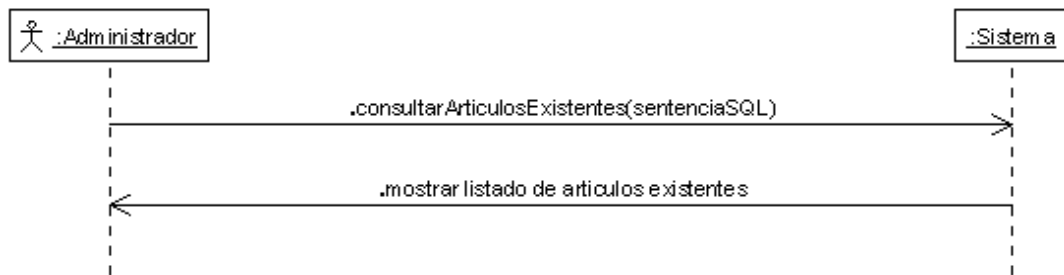 :Administrador
:Sistema
.consultarArticulosExistentes(sentenciaSQL)
.mostrar listado de articulos existentes